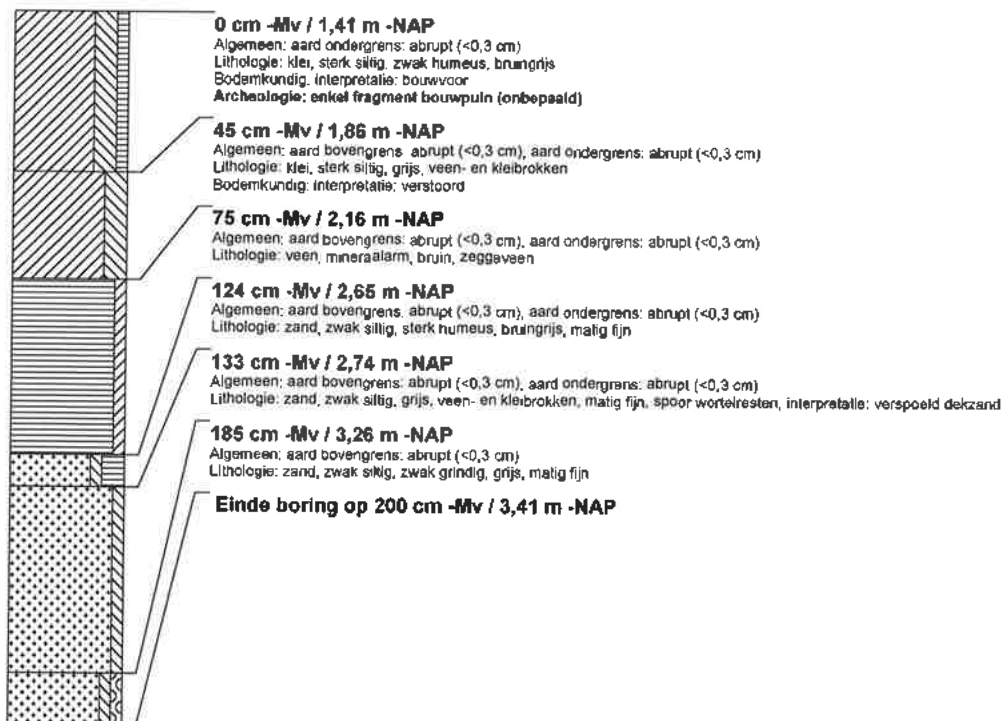 0 cm -Mv / 1,41 m -NAP
Algemeen: aard ondergrens: abrupt (<0,3 cm)
Lithologie: klei, sterk siltig, zwak humeus, bruingrijs
Bodemkundig: interpretatie: bouwvoor
Archeologie: enkel fragment bouwpuin (onbepaald)
45 cm -Mv / 1,86 m -NAP
Algemeen: aard bovengrens: abrupt (<0,3 cm), aard ondergrens: abrupt (<0,3 cm)
Lithologie: klei, sterk siltig, grijs, veen- en kleibrokken
Bodemkundig: interpretatie: verstoord
75 cm -Mv / 2,16 m -NAP
Algemeen: aard bovengrens: abrupt (<0,3 cm), aard ondergrens: abrupt (<0,3 cm)
Lithologie: veen, mineraalarm, bruin, zeggeveen
124 cm -Mv / 2,65 m -NAP
Algemeen: aard bovengrens: abrupt (<0,3 cm), aard ondergrens: abrupt (<0,3 cm)
Lithologie: zand, zwak siltig, sterk humeus, bruingrijs, matig fijn
133 cm -Mv / 2,74 m -NAP
Algemeen: aard bovengrens: abrupt (<0,3 cm), aard ondergrens: abrupt (<0,3 cm)
Lithologie: zand, zwak siltig, grijs, veen- en kleibrokken, matig fijn, spoor wortelresten, interpretatie: verspoeld dekzand
185 cm -Mv / 3,26 m -NAP
Algemeen: aard bovengrens: abrupt (<0,3 cm)
Lithologie: zand, zwak siltig, zwak grindig, grijs, matig fijn
Einde boring op 200 cm -Mv / 3,41 m -NAP